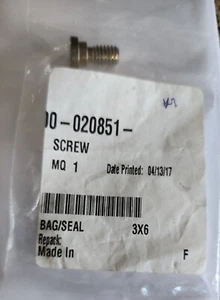 00-020851-
SCREW
MQ 1 Date Printed: 04/13/17
BAG/SEAL 3X6
Repack:
Made In F